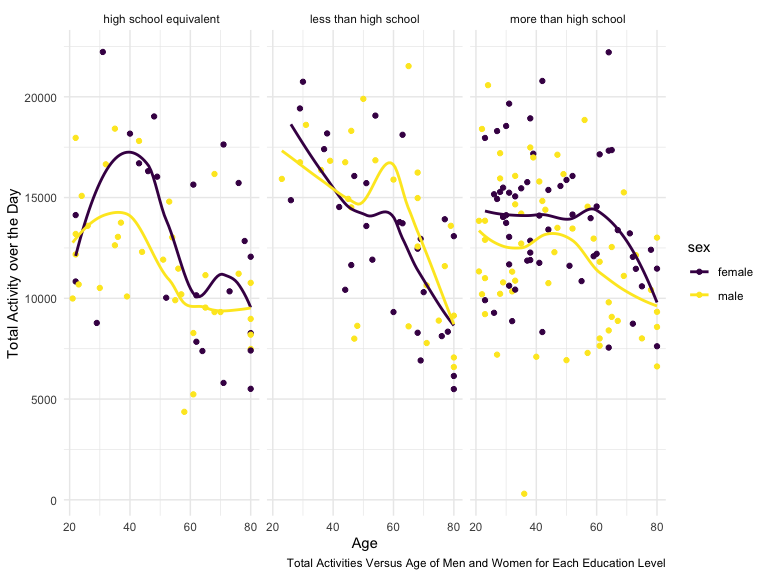 high school equivalent
less than high school
more than high school
Total Activity over the Day
20000
15000
10000
5000
0
20 40 60 80
20 40 60 80
20 40 60 80
Age
sex
female
male
Total Activities Versus Age of Men and Women for Each Education Level